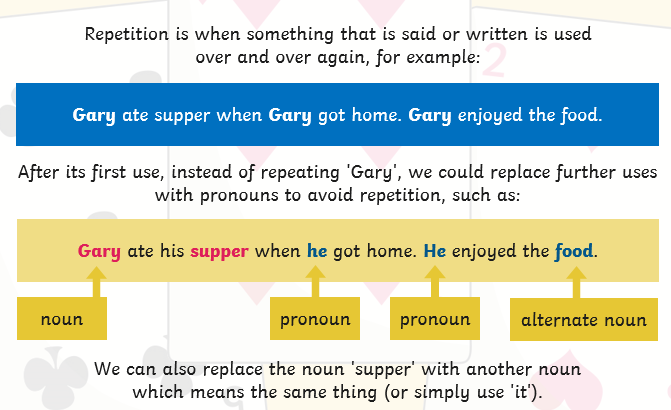 Repetition is when something that is said or written is used
over and over again, for example:
Gary ate supper when Gary got home. Gary enjoyed the food.
After its first use, instead of repeating 'Gary', we could replace further uses
with pronouns to avoid repetition, such as:
Gary ate his supper when he got home. He enjoyed the food.
noun
pronoun
pronoun
alternate noun
We can also replace the noun 'supper' with another noun
which means the same thing (or simply use 'it').
2